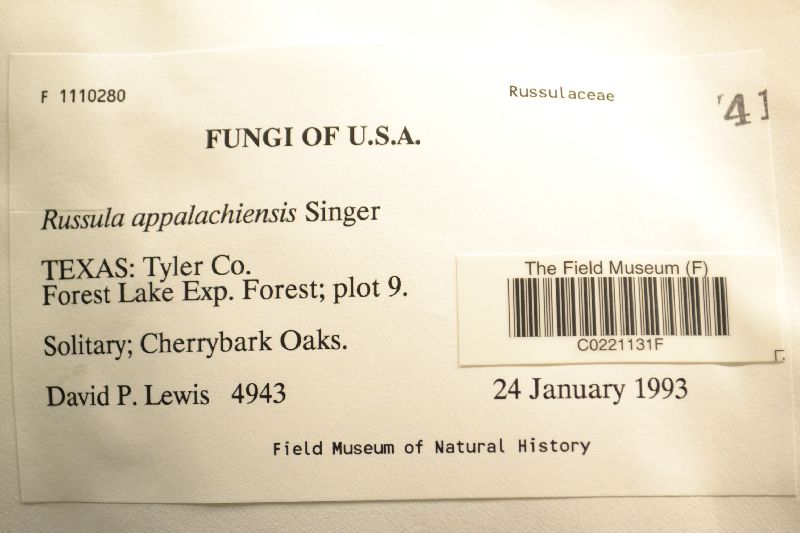 F 1110280
Russulaceae
'41
FUNGI OF U.S.A.
Russula appalachiensis Singer
TEXAS: Tyler Co.
Forest Lake Exp. Forest; plot 9.
The Field Museum (F)
C0221131F
Solitary; Cherrybark Oaks.
David P. Lewis 4943
24 January 1993
Field Museum of Natural History